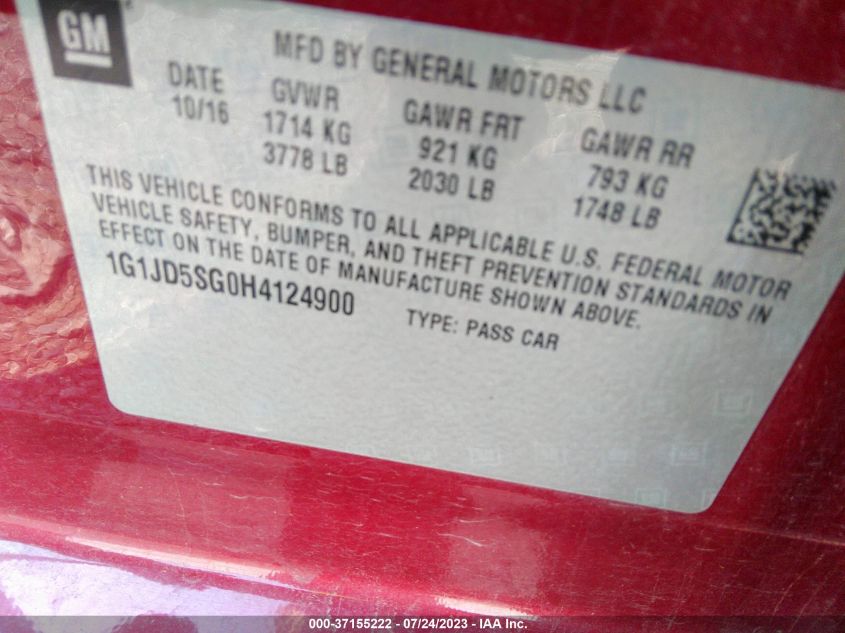 GM
MFD BY GENERAL MOTORS LLC
DATE GVWR GAWR FRT GAWR RR
10/16 1714 KG 921 KG 793 KG
3778 LB 2030 LB 1748 LB
THIS VEHICLE CONFORMS TO ALL APPLICABLE U.S. FEDERAL MOTOR
VEHICLE SAFETY, BUMPER, AND THEFT PREVENTION STANDARDS IN
EFFECT ON THE DATE OF MANUFACTURE SHOWN ABOVE.
1G1JD5SG0H4124900 TYPE: PASS CAR
000-37155222 - 07/24/2023 - IAA Inc.